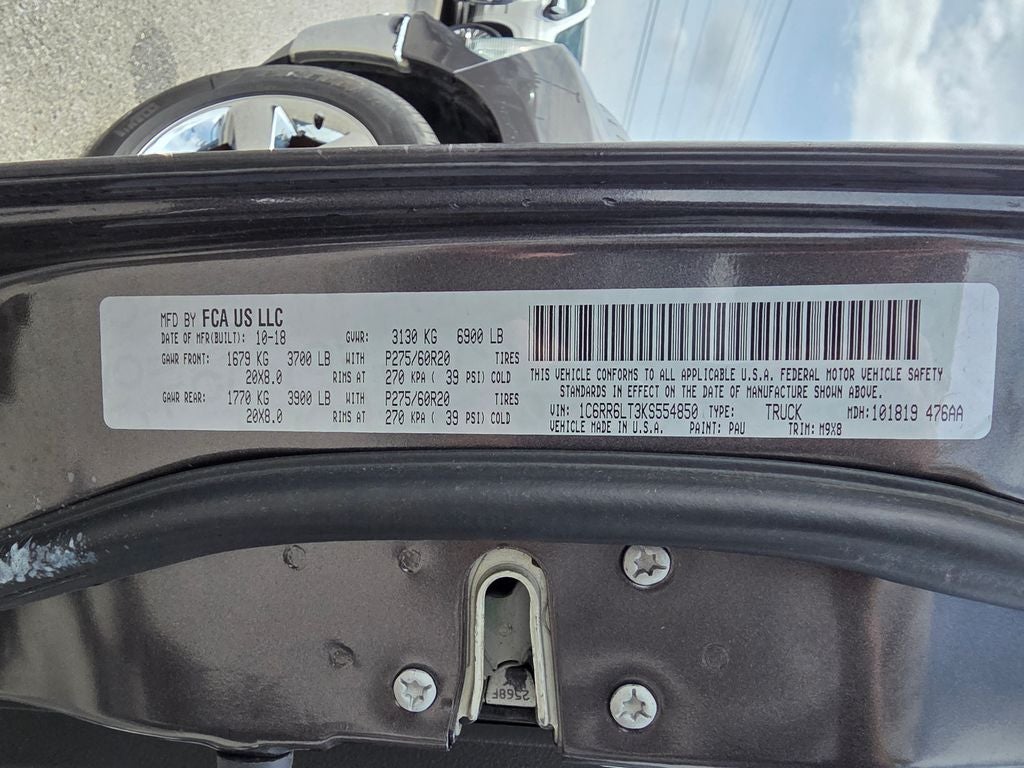 MFD BY FCA US LLC
DATE OF MFR(BUILT): 10-18 GVWR: 3130 KG 6900 LB
GAWR FRONT: 1679 KG 3700 LB WITH P275/60R20 TIRES
20X8.0 RIMS AT 270 KPA ( 39 PSI) COLD
GAWR REAR: 1770 KG 3900 LB WITH P275/60R20 TIRES
20X8.0 RIMS AT 270 KPA ( 39 PSI) COLD
THIS VEHICLE CONFORMS TO ALL APPLICABLE U.S.A. FEDERAL MOTOR VEHICLE SAFETY
STANDARDS IN EFFECT ON THE DATE OF MANUFACTURE SHOWN ABOVE.
VIN: 1C6RR6LT3KS554850 TYPE: TRUCK MDH: 101819 476AA
VEHICLE MADE IN U.S.A. PAINT: PAU TRIM: M9X8
2568F